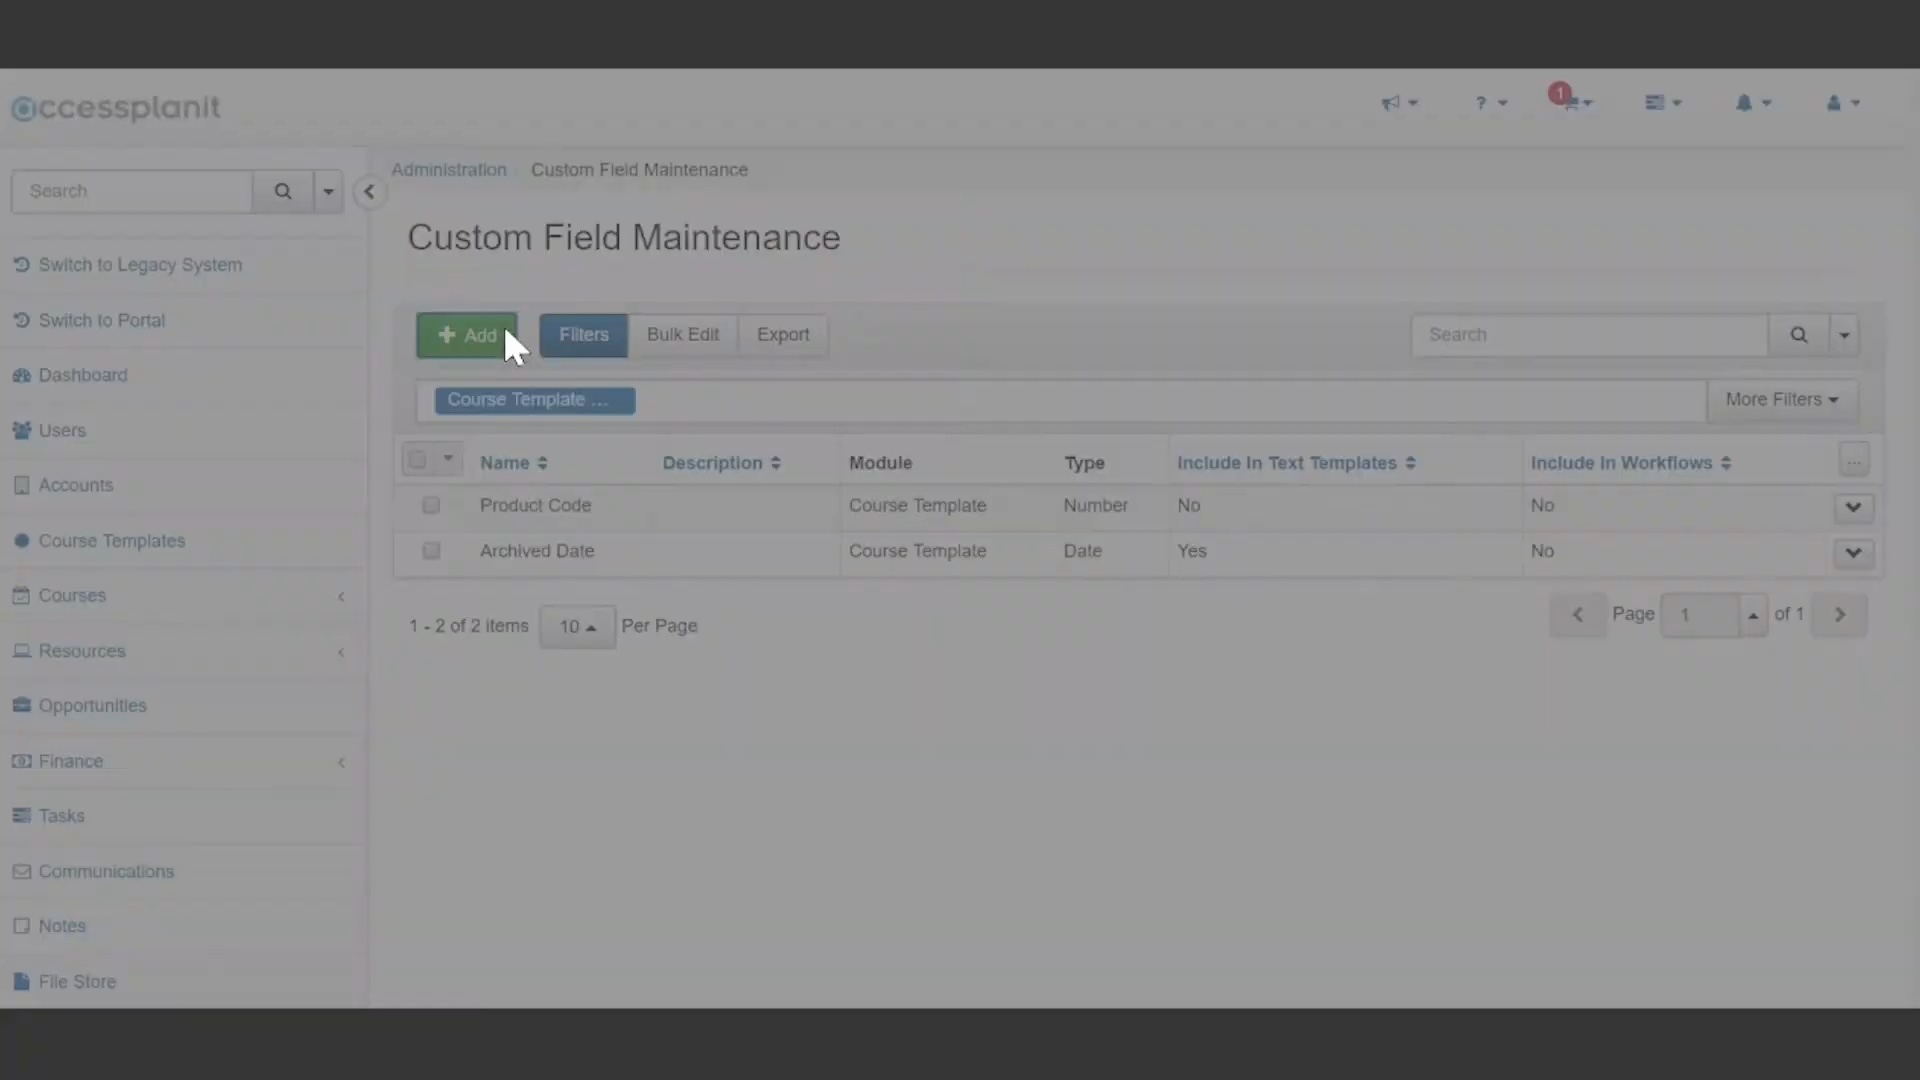 accessplanit
?
1
Search
Administration
Custom Field Maintenance
Custom Field Maintenance
Switch to Legacy System
Switch to Portal
Dashboard
Users
Accounts
Course Templates
Courses
Resources
Opportunities
Finance
Tasks
Communications
Notes
File Store
+ Add
Filters
Bulk Edit
Export
Search
Course Template ...
More Filters
Name
Description
Module
Type
Include In Text Templates
Include In Workflows
...
Product Code
Course Template
Number
No
No
Archived Date
Course Template
Date
Yes
No
1 - 2 of 2 items
10
Per Page
Page
1
of 1